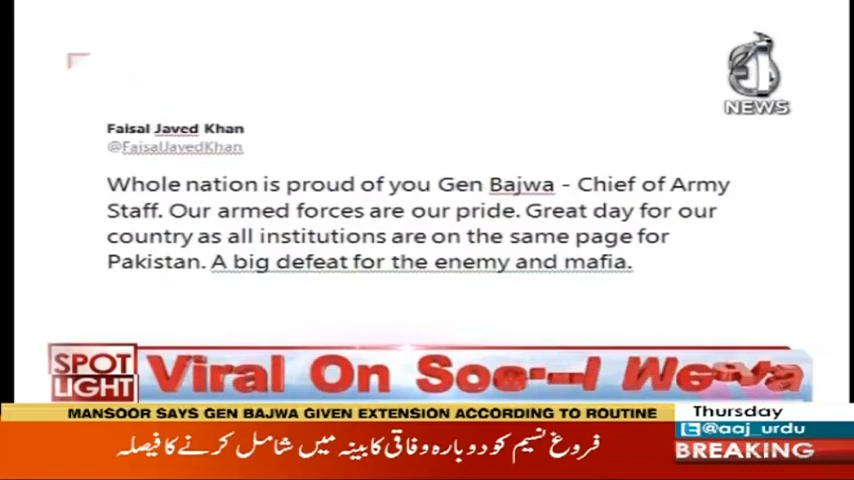 NEWS
Faisal Javed Khan
@FaisalJavedKhan
Whole nation is proud of you Gen Bajwa - Chief of Army
Staff. Our armed forces are our pride. Great day for our
country as all institutions are on the same page for
Pakistan. A big defeat for the enemy and mafia.
SPOT
LIGHT
Viral On
MANSOOR SAYS GEN BAJWA GIVEN EXTENSION ACCORDING TO ROUTINE
Thursday
@aaj_urdu
فروغ نسیم کو دوبارہ وفاقی کابینہ میں شامل کرنے کا فیصلہ
BREAKING